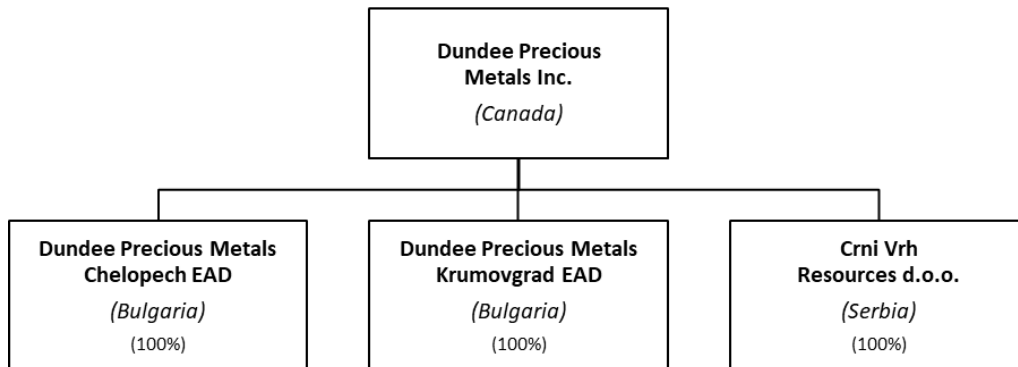 Dundee Precious
Metals Inc.
(Canada)
Dundee Precious Metals
Chelopech EAD
(Bulgaria)
(100%)
Dundee Precious Metals
Krumovgrad EAD
(Bulgaria)
(100%)
Crni Vrh
Resources d.o.o.
(Serbia)
(100%)